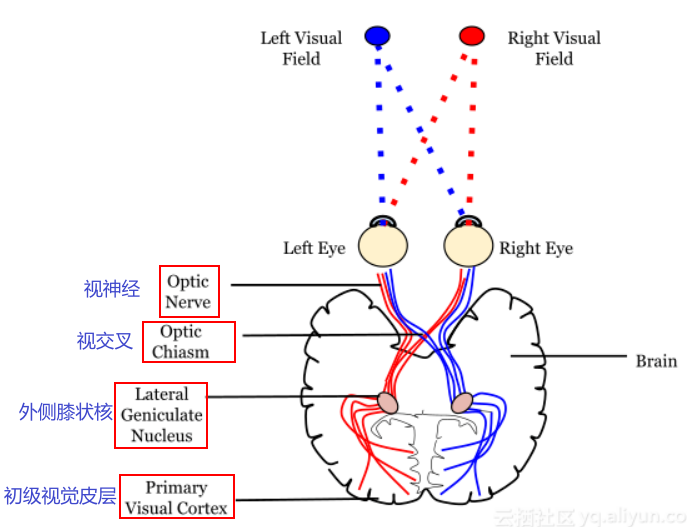 Left Visual
Field
Right Visual
Field
Left Eye
Right Eye
视神经
Optic
Nerve
视交叉
Optic
Chiasm
Brain
外侧膝状核
Lateral
Geniculate
Nucleus
初级视觉皮层
Primary
Visual Cortex
云栖社区 yq.aliyun.co